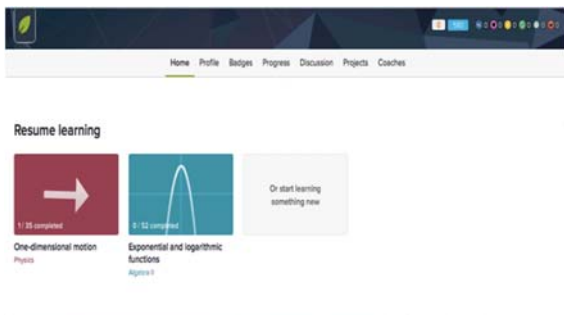 Home Profile Badges Progress Discussion Projects Coaches
Resume learning
1/35 completed
0/52 completed
Or start learning
something new
One-dimensional motion
Physics
Exponential and logarithmic
functions
Algebra II